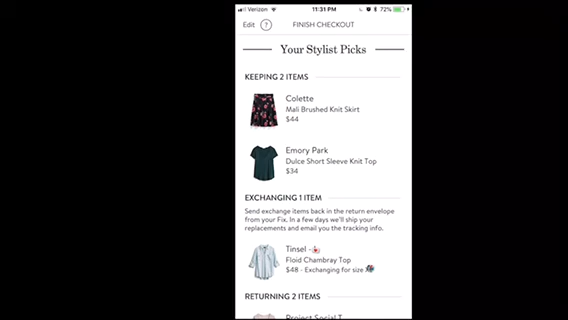 Verizon 11:31 PM 72%
Edit ? FINISH CHECKOUT
Your Stylist Picks
KEEPING 2 ITEMS
Colette
Mali Brushed Knit Skirt
$44
Emory Park
Dulce Short Sleeve Knit Top
$34
EXCHANGING 1 ITEM
Send exchange items back in the return envelope
from your Fix. In a few days we'll ship your
replacements and email you the tracking info.
Tinsel -
Floid Chambray Top
$48 - Exchanging for size
RETURNING 2 ITEMS
Project Social T